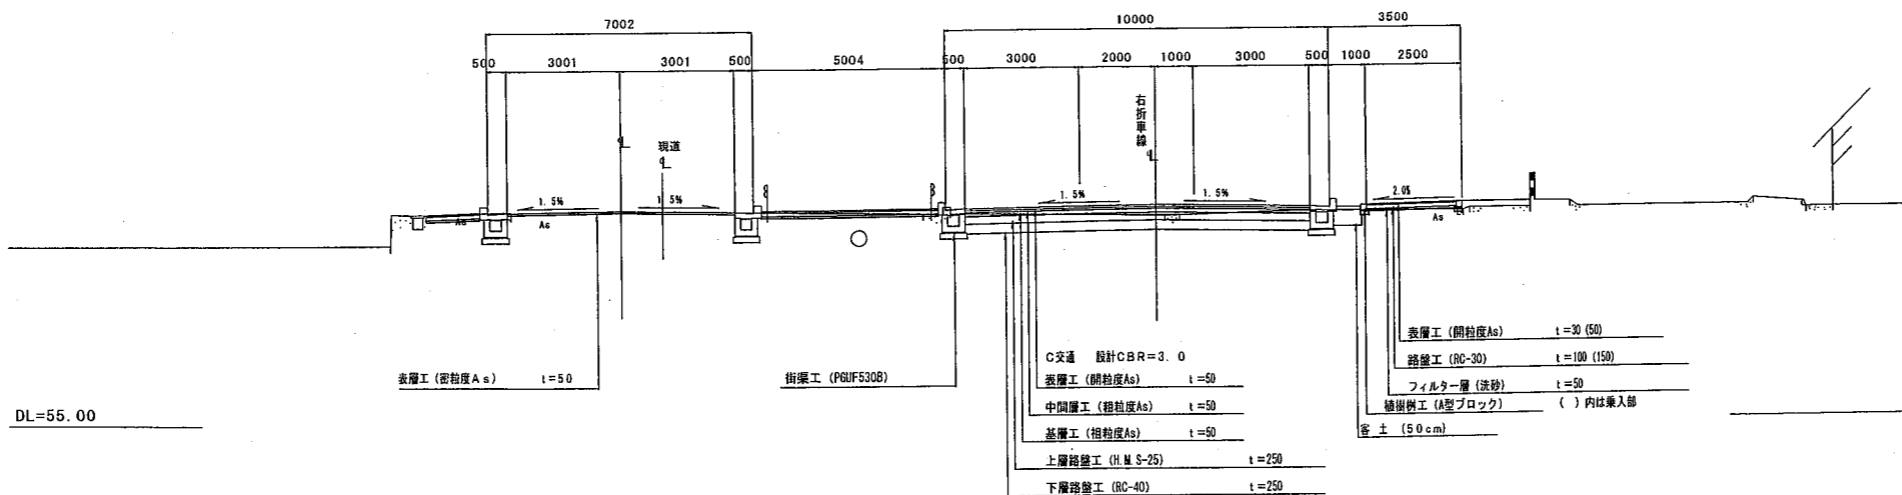 7002
10000
3500
500
3001
3001
500
5004
500
3000
2000
1000
3000
500
1000
2500
右折車線
現道
1.5%
1.5%
1.5%
1.5%
2.0%
As
As
As
表層工 (密粒度As) t=50
街渠工 (PGUF530B)
C交通 設計CBR=3.0
表層工 (開粒度As) t=50
中間層工 (粗粒度As) t=50
基層工 (粗粒度As) t=50
上層路盤工 (H.M.S-25) t=250
下層路盤工 (RC-40) t=250
表層工 (開粒度As) t=30 (50)
路盤工 (RC-30) t=100 (150)
フィルター層 (洗砂) t=50
植樹桝工 (A型ブロック) ( ) 内は乗入部
客 土 (50cm)
DL=55.00